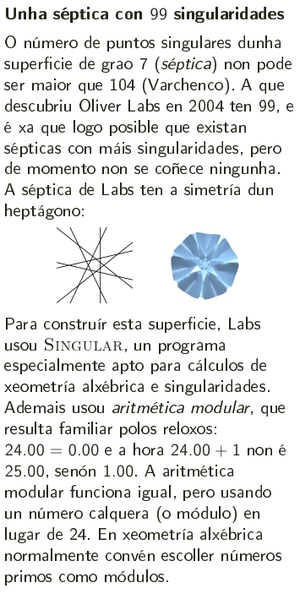 Unha séptica con 99 singularidades
O número de puntos singulares dunha
superficie de grao 7 (séptica) non pode
ser maior que 104 (Varchenco). A que
descubriu Oliver Labs en 2004 ten 99, e
é xa que logo posible que existan
sépticas con máis singularidades, pero
de momento non se coñece ningunha.
A séptica de Labs ten a simetría dun
heptágono:
Para construír esta superficie, Labs
usou SINGULAR, un programa
especialmente apto para cálculos de
xeometría alxébrica e singularidades.
Ademais usou aritmética modular, que
resulta familiar polos reloxos:
24.00 = 0.00 e a hora 24.00 + 1 non é
25.00, senón 1.00. A aritmética
modular funciona igual, pero usando
un número calquera (o módulo) en
lugar de 24. En xeometría alxébrica
normalmente convén escoller números
primos como módulos.